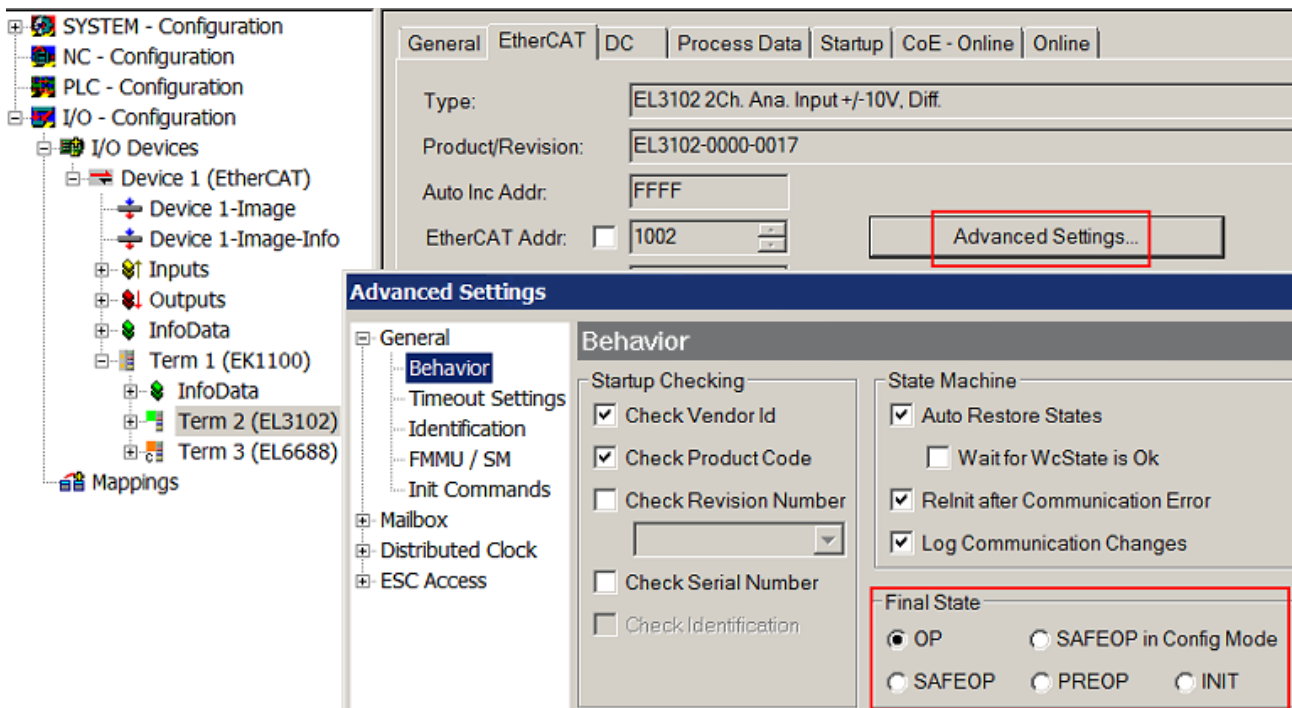 SYSTEM - Configuration
NC - Configuration
PLC - Configuration
I/O - Configuration
I/O Devices
Device 1 (EtherCAT)
Device 1-Image
Device 1-Image-Info
Inputs
Outputs
InfoData
Term 1 (EK1100)
InfoData
Term 2 (EL3102)
Term 3 (EL6688)
Mappings
General EtherCAT DC Process Data Startup CoE - Online Online
Type: EL3102 2Ch. Ana. Input +/-10V, Diff.
Product/Revision: EL3102-0000-0017
Auto Inc Addr: FFFF
EtherCAT Addr: 1002 Advanced Settings...
Advanced Settings
General
Behavior
Timeout Settings
Identification
FMMU / SM
Init Commands
Mailbox
Distributed Clock
ESC Access
Behavior
Startup Checking
Check Vendor Id
Check Product Code
Check Revision Number
Check Serial Number
Check Identification
State Machine
Auto Restore States
Wait for WcState is Ok
ReInit after Communication Error
Log Communication Changes
Final State
OP SAFEOP in Config Mode
SAFEOP PREOP INIT